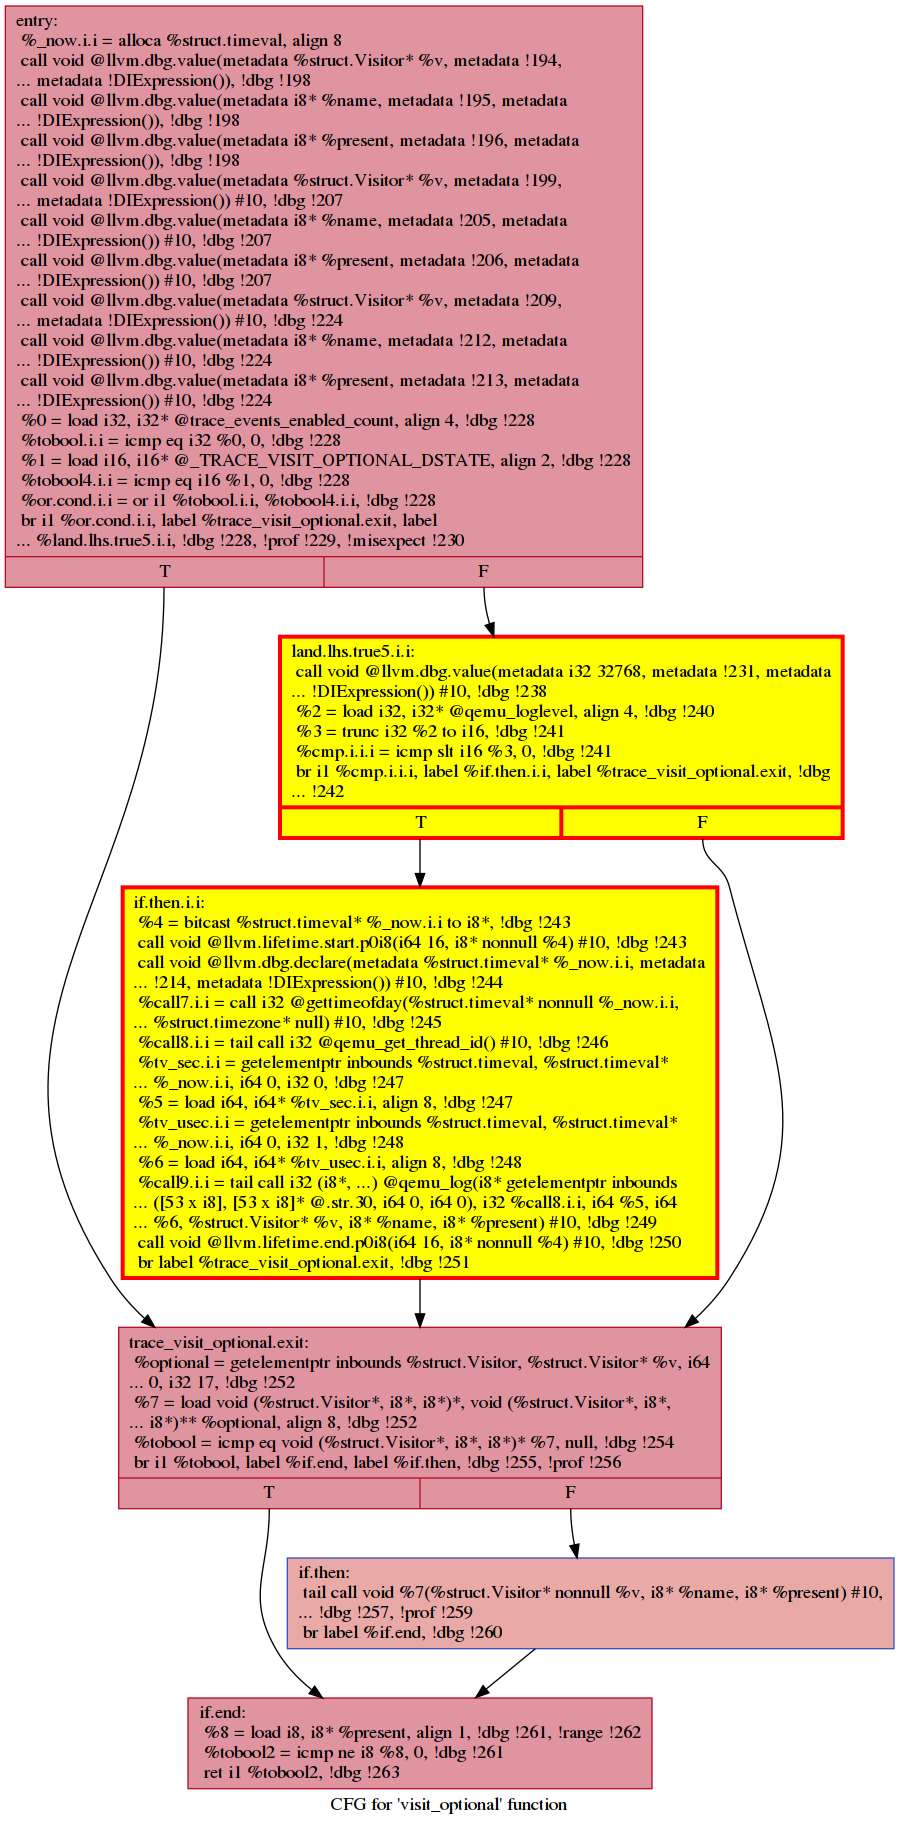 entry:
%_now.i.i = alloca %struct.timeval, align 8
call void @llvm.dbg.value(metadata %struct.Visitor* %v, metadata !194,
... metadata !DIExpression()), !dbg !198
call void @llvm.dbg.value(metadata i8* %name, metadata !195, metadata
... !DIExpression()), !dbg !198
call void @llvm.dbg.value(metadata i8* %present, metadata !196, metadata
... !DIExpression()), !dbg !198
call void @llvm.dbg.value(metadata %struct.Visitor* %v, metadata !199,
... metadata !DIExpression()) #10, !dbg !207
call void @llvm.dbg.value(metadata i8* %name, metadata !205, metadata
... !DIExpression()) #10, !dbg !207
call void @llvm.dbg.value(metadata i8* %present, metadata !206, metadata
... !DIExpression()) #10, !dbg !207
call void @llvm.dbg.value(metadata %struct.Visitor* %v, metadata !209,
... metadata !DIExpression()) #10, !dbg !224
call void @llvm.dbg.value(metadata i8* %name, metadata !212, metadata
... !DIExpression()) #10, !dbg !224
call void @llvm.dbg.value(metadata i8* %present, metadata !213, metadata
... !DIExpression()) #10, !dbg !224
%0 = load i32, i32* @trace_events_enabled_count, align 4, !dbg !228
%tobool.i.i = icmp eq i32 %0, 0, !dbg !228
%1 = load i16, i16* @_TRACE_VISIT_OPTIONAL_DSTATE, align 2, !dbg !228
%tobool4.i.i = icmp eq i16 %1, 0, !dbg !228
%or.cond.i.i = or i1 %tobool.i.i, %tobool4.i.i, !dbg !228
br i1 %or.cond.i.i, label %trace_visit_optional.exit, label
... %land.lhs.true5.i.i, !dbg !228, !prof !229, !misexpect !230
T F
land.lhs.true5.i.i:
call void @llvm.dbg.value(metadata i32 32768, metadata !231, metadata
... !DIExpression()) #10, !dbg !238
%2 = load i32, i32* @qemu_loglevel, align 4, !dbg !240
%3 = trunc i32 %2 to i16, !dbg !241
%cmp.i.i.i = icmp slt i16 %3, 0, !dbg !241
br i1 %cmp.i.i.i, label %if.then.i.i, label %trace_visit_optional.exit, !dbg
... !242
T F
if.then.i.i:
%4 = bitcast %struct.timeval* %_now.i.i to i8*, !dbg !243
call void @llvm.lifetime.start.p0i8(i64 16, i8* nonnull %4) #10, !dbg !243
call void @llvm.dbg.declare(metadata %struct.timeval* %_now.i.i, metadata
... !214, metadata !DIExpression()) #10, !dbg !244
%call7.i.i = call i32 @gettimeofday(%struct.timeval* nonnull %_now.i.i,
... %struct.timezone* null) #10, !dbg !245
%call8.i.i = tail call i32 @qemu_get_thread_id() #10, !dbg !246
%tv_sec.i.i = getelementptr inbounds %struct.timeval, %struct.timeval*
... %_now.i.i, i64 0, i32 0, !dbg !247
%5 = load i64, i64* %tv_sec.i.i, align 8, !dbg !247
%tv_usec.i.i = getelementptr inbounds %struct.timeval, %struct.timeval*
... %_now.i.i, i64 0, i32 1, !dbg !248
%6 = load i64, i64* %tv_usec.i.i, align 8, !dbg !248
%call9.i.i = tail call i32 (i8*, ...) @qemu_log(i8* getelementptr inbounds
... ([53 x i8], [53 x i8]* @.str.30, i64 0, i64 0), i32 %call8.i.i, i64 %5, i64
... %6, %struct.Visitor* %v, i8* %name, i8* %present) #10, !dbg !249
call void @llvm.lifetime.end.p0i8(i64 16, i8* nonnull %4) #10, !dbg !250
br label %trace_visit_optional.exit, !dbg !251
trace_visit_optional.exit:
%optional = getelementptr inbounds %struct.Visitor, %struct.Visitor* %v, i64
... 0, i32 17, !dbg !252
%7 = load void (%struct.Visitor*, i8*, i8*)*, void (%struct.Visitor*, i8*,
... i8*)** %optional, align 8, !dbg !252
%tobool = icmp eq void (%struct.Visitor*, i8*, i8*)* %7, null, !dbg !254
br i1 %tobool, label %if.end, label %if.then, !dbg !255, !prof !256
T F
if.then:
tail call void %7(%struct.Visitor* nonnull %v, i8* %name, i8* %present) #10,
... !dbg !257, !prof !259
br label %if.end, !dbg !260
if.end:
%8 = load i8, i8* %present, align 1, !dbg !261, !range !262
%tobool2 = icmp ne i8 %8, 0, !dbg !261
ret i1 %tobool2, !dbg !263
CFG for 'visit_optional' function